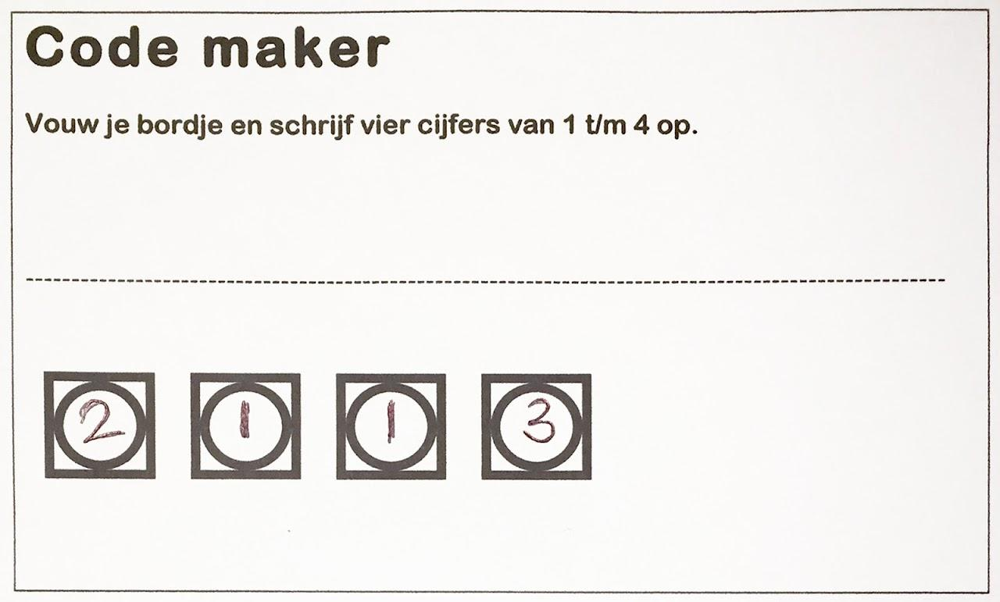 Code maker
Vouw je bordje en schrijf vier cijfers van 1 t/m 4 op.
2 1 1 3